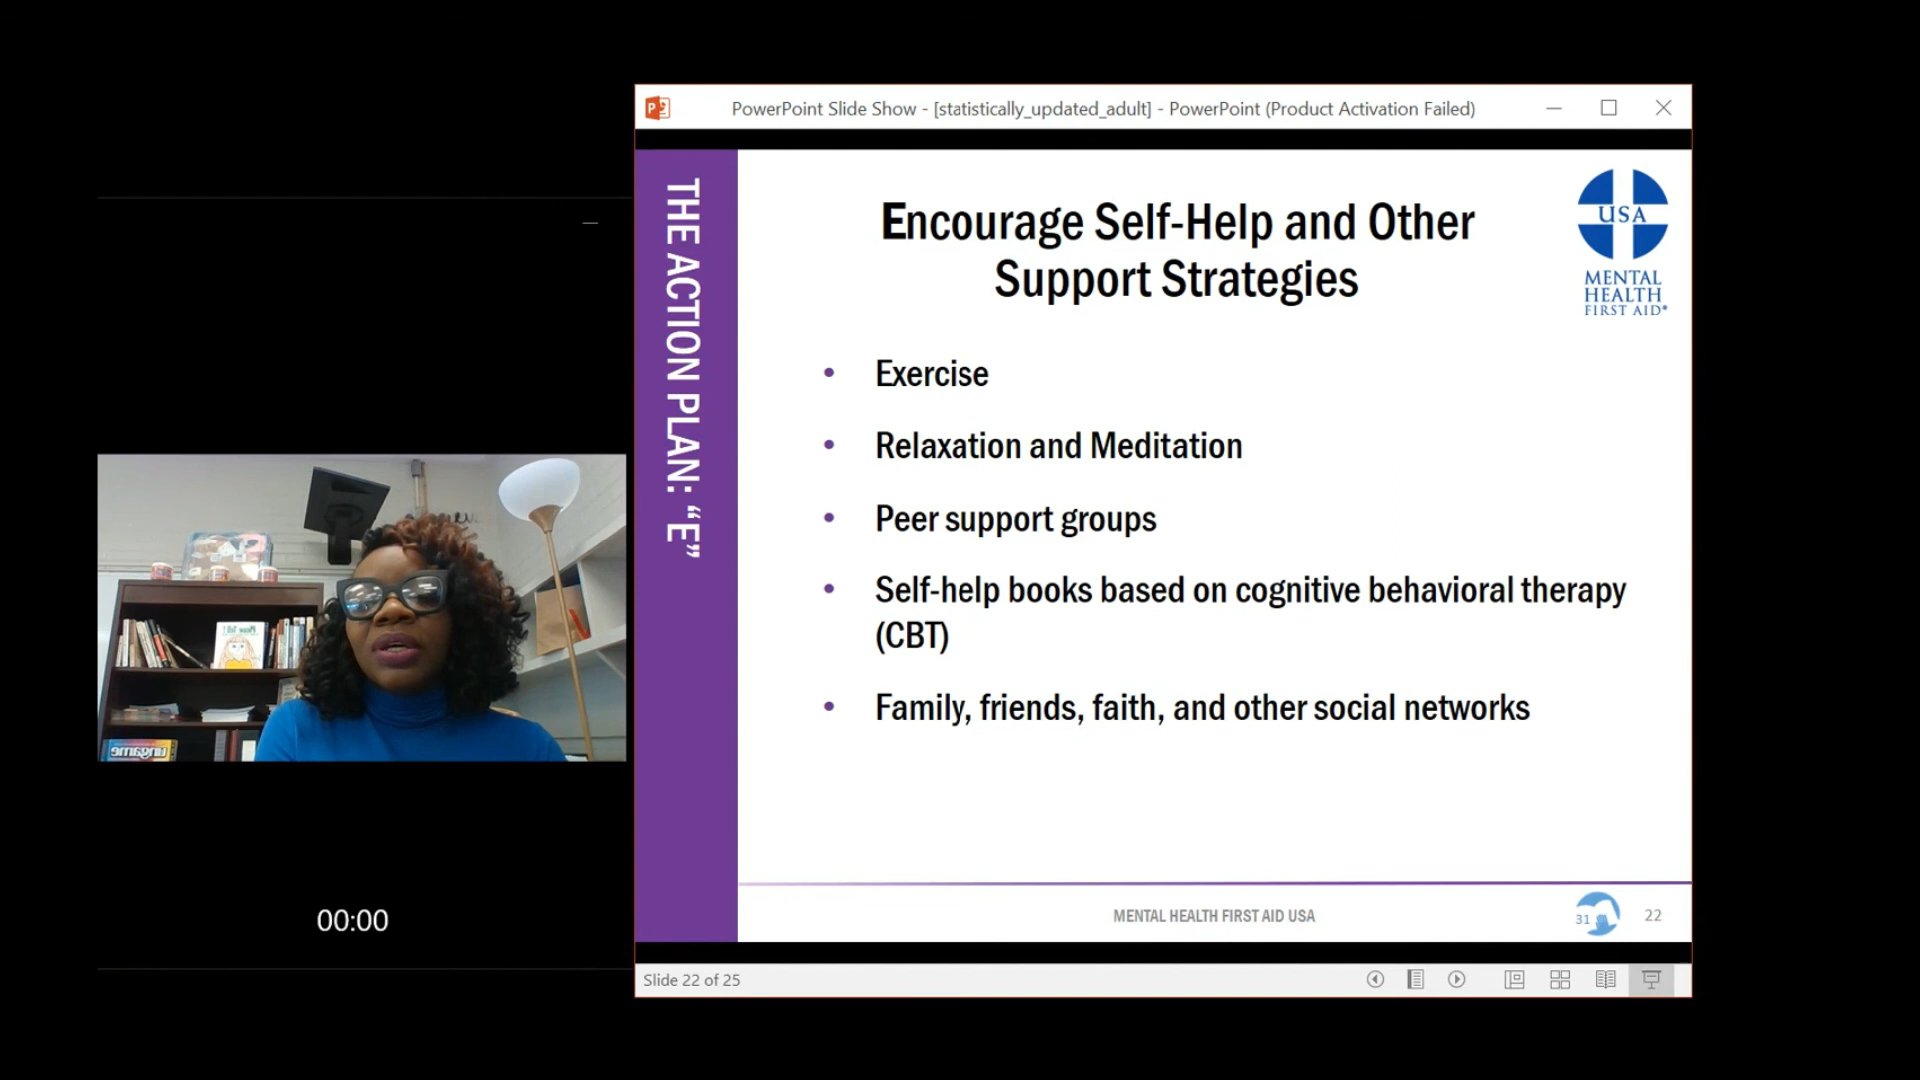 PowerPoint Slide Show - [statistically_updated_adult] - PowerPoint (Product Activation Failed)
THE ACTION PLAN: “E”
Encourage Self-Help and Other
Support Strategies
USA
MENTAL
HEALTH
FIRST AID®
• Exercise
• Relaxation and Meditation
• Peer support groups
• Self-help books based on cognitive behavioral therapy
(CBT)
• Family, friends, faith, and other social networks
ungame
00:00
MENTAL HEALTH FIRST AID USA
31
22
Slide 22 of 25